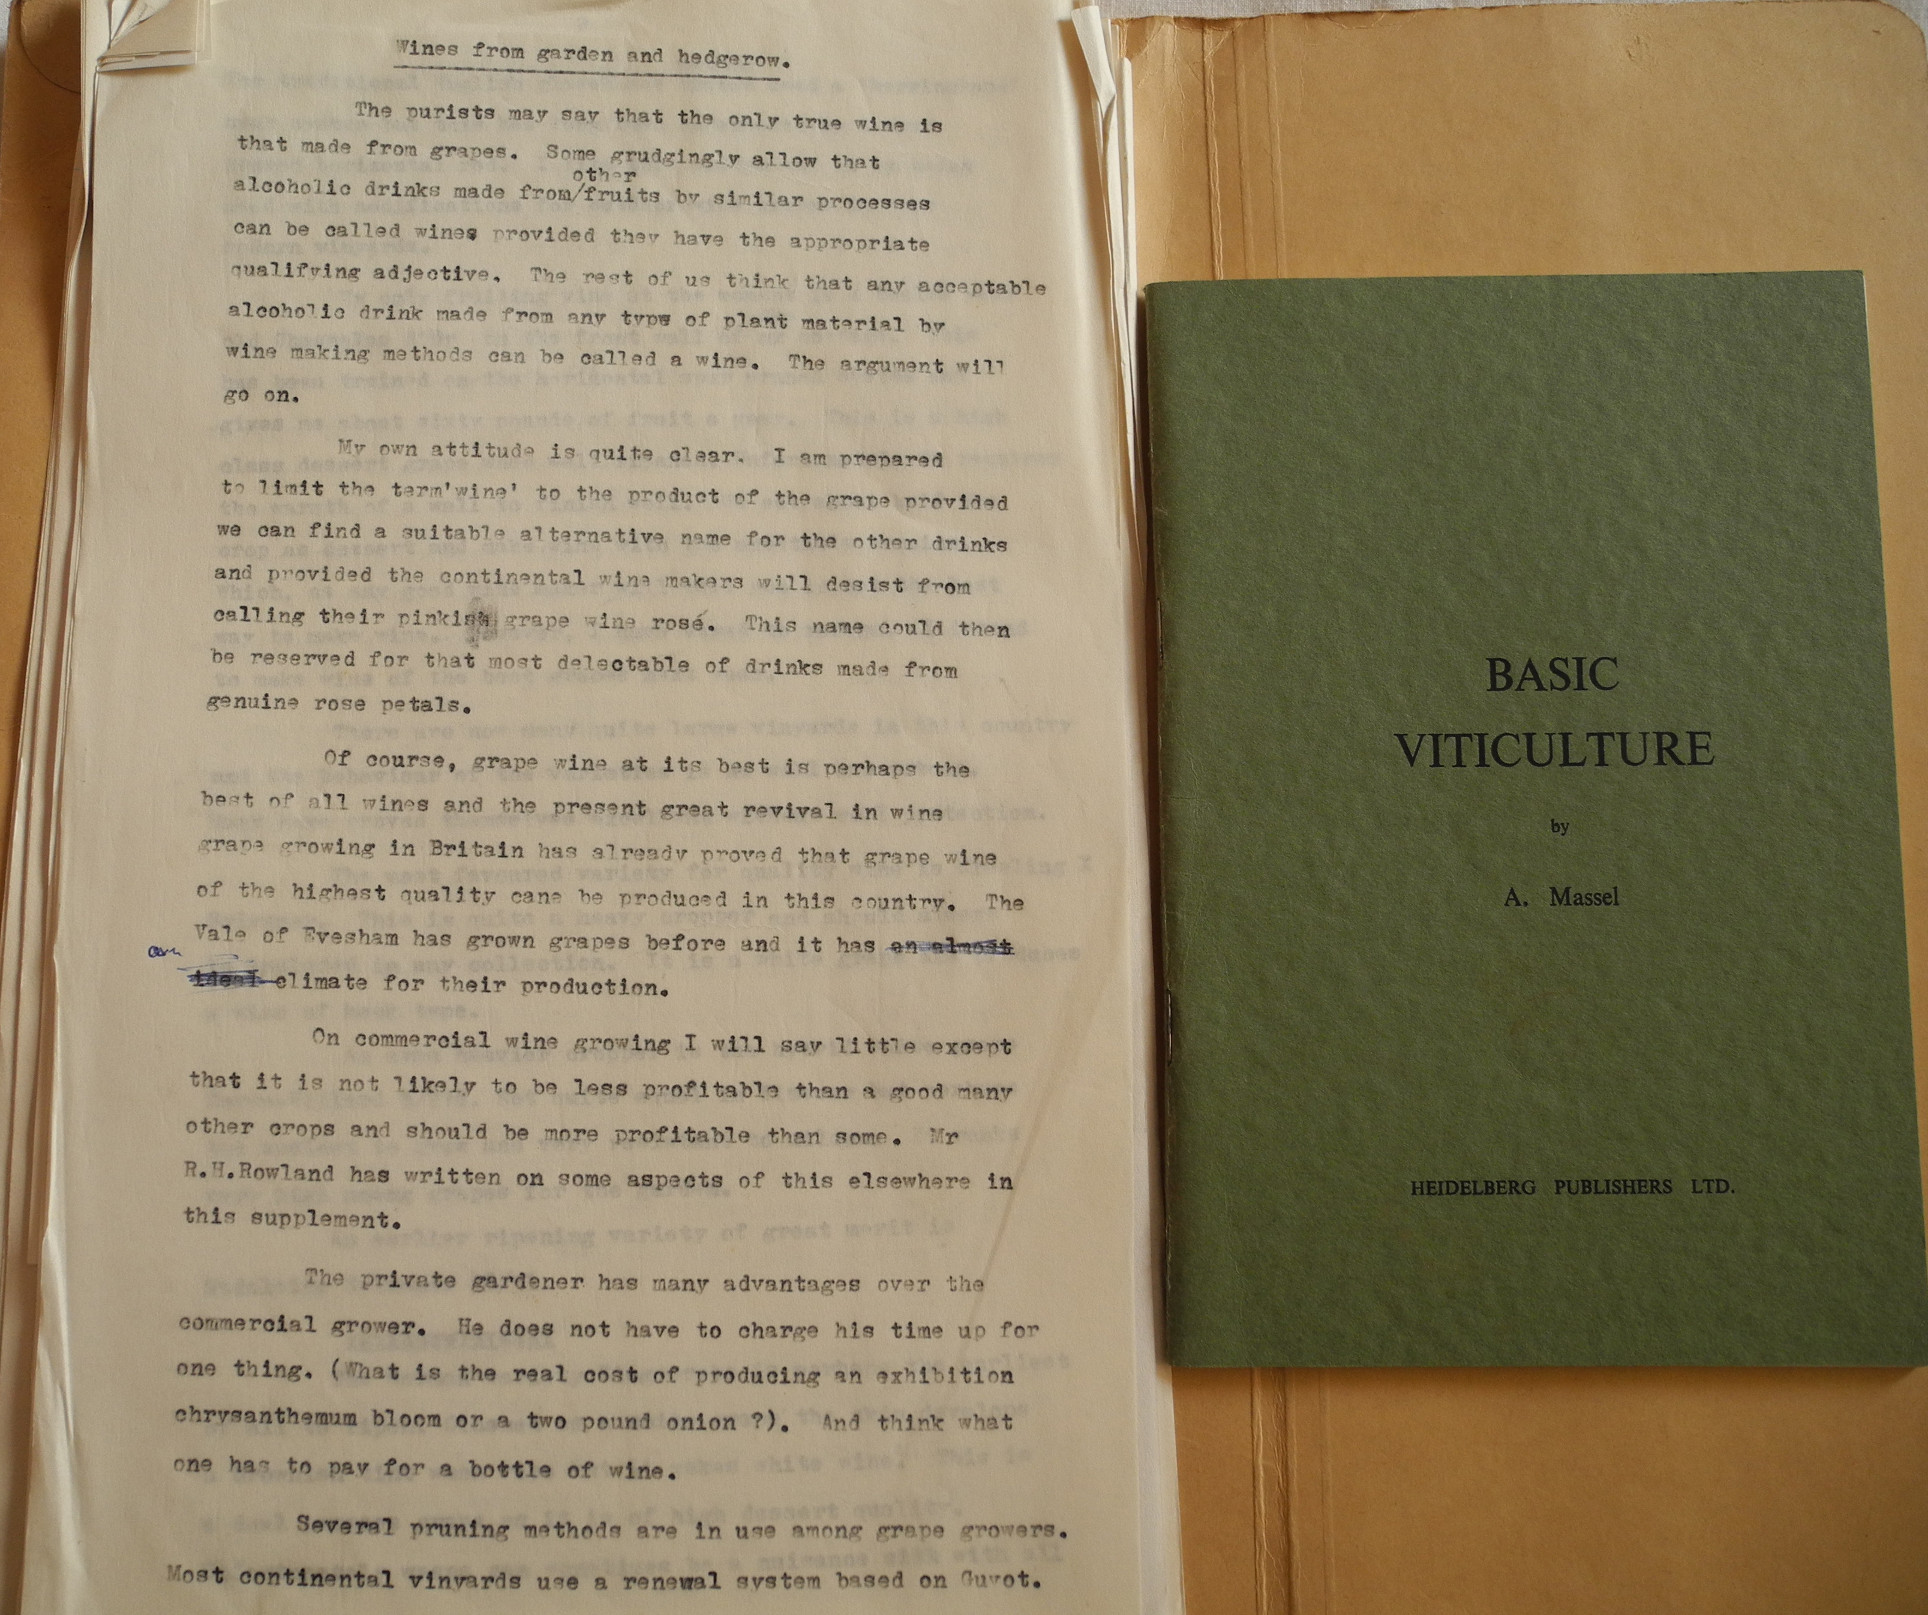 Wines from garden and hedgerow.
The purists may say that the only true wine is
that made from grapes. Some grudgingly allow that
other
alcoholic drinks made from/fruits by similar processes
can be called wines provided they have the appropriate
qualifying adjective. The rest of us think that any acceptable
alcoholic drink made from any type of plant material by
wine making methods can be called a wine. The argument will
go on.
My own attitude is quite clear. I am prepared
to limit the term'wine' to the product of the grape provided
we can find a suitable alternative name for the other drinks
and provided the continental wine makers will desist from
calling their pinkish grape wine rosé. This name could then
be reserved for that most delectable of drinks made from
genuine rose petals.
Of course, grape wine at its best is perhaps the
best of all wines and the present great revival in wine
grape growing in Britain has already proved that grape wine
of the highest quality cane be produced in this country. The
Vale of Evesham has grown grapes before and it has an almost
an
ideal climate for their production.
On commercial wine growing I will say little except
that it is not likely to be less profitable than a good many
other crops and should be more profitable than some. Mr
R.H.Rowland has written on some aspects of this elsewhere in
this supplement.
The private gardener has many advantages over the
commercial grower. He does not have to charge his time up for
one thing. (What is the real cost of producing an exhibition
chrysanthemum bloom or a two pound onion ?). And think what
one has to pay for a bottle of wine.
Several pruning methods are in use among grape growers.
Most continental vinyards use a renewal system based on Guyot.
BASIC
VITICULTURE
by
A. Massel
HEIDELBERG PUBLISHERS LTD.